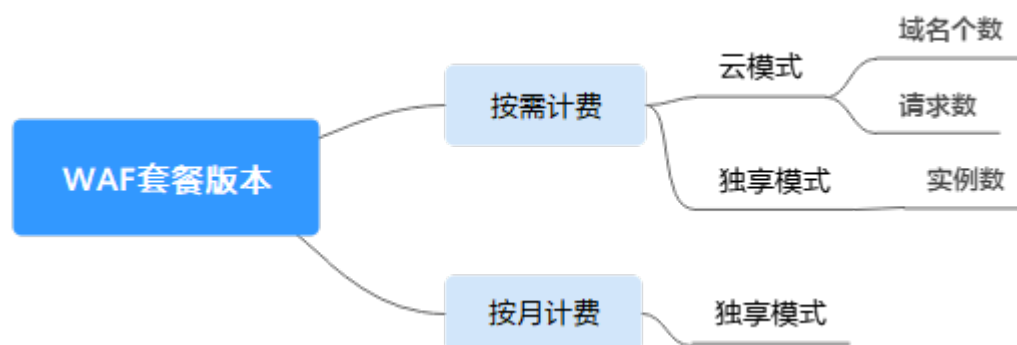 WAF套餐版本
按需计费
云模式
域名个数
请求数
独享模式
实例数
按月计费
独享模式